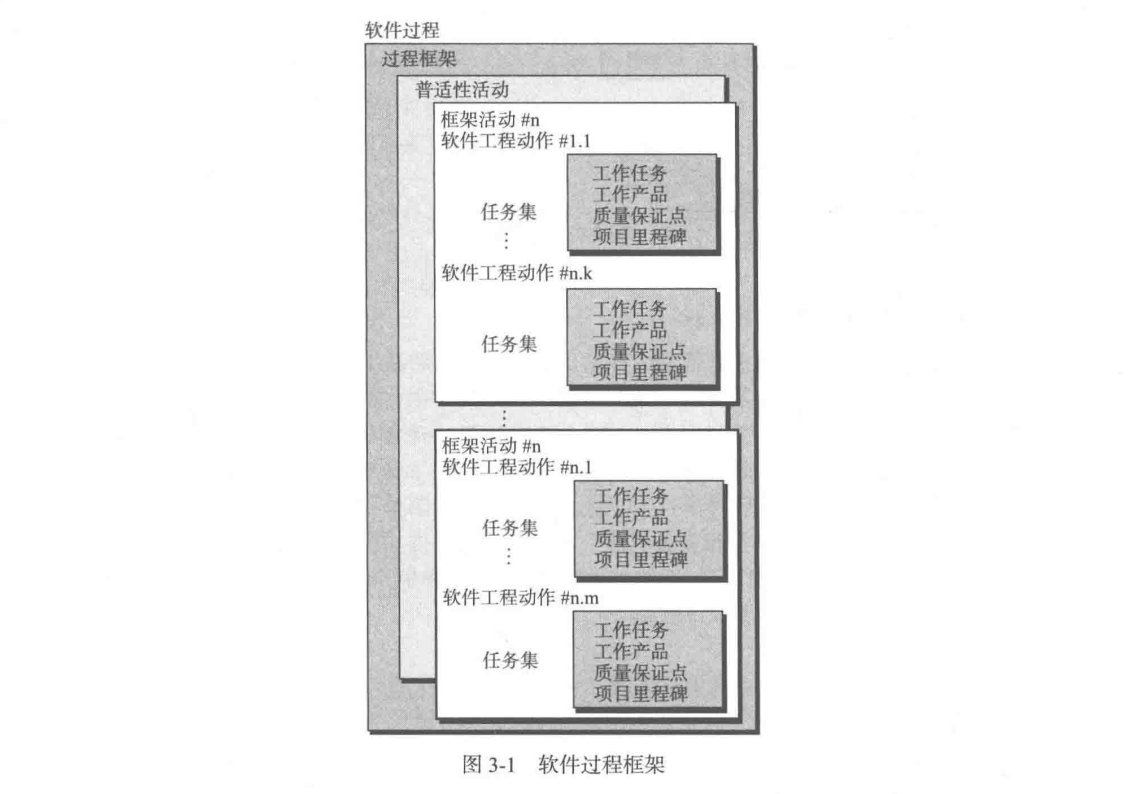 软件过程
过程框架
普适性活动
框架活动 #n
软件工程动作 #1.1
工作任务
工作产品
任务集
质量保证点
⋮
项目里程碑
软件工程动作 #n.k
工作任务
工作产品
任务集
质量保证点
项目里程碑
⋮
框架活动 #n
软件工程动作 #n.1
工作任务
工作产品
任务集
质量保证点
⋮
项目里程碑
软件工程动作 #n.m
工作任务
工作产品
任务集
质量保证点
项目里程碑
图 3-1 软件过程框架